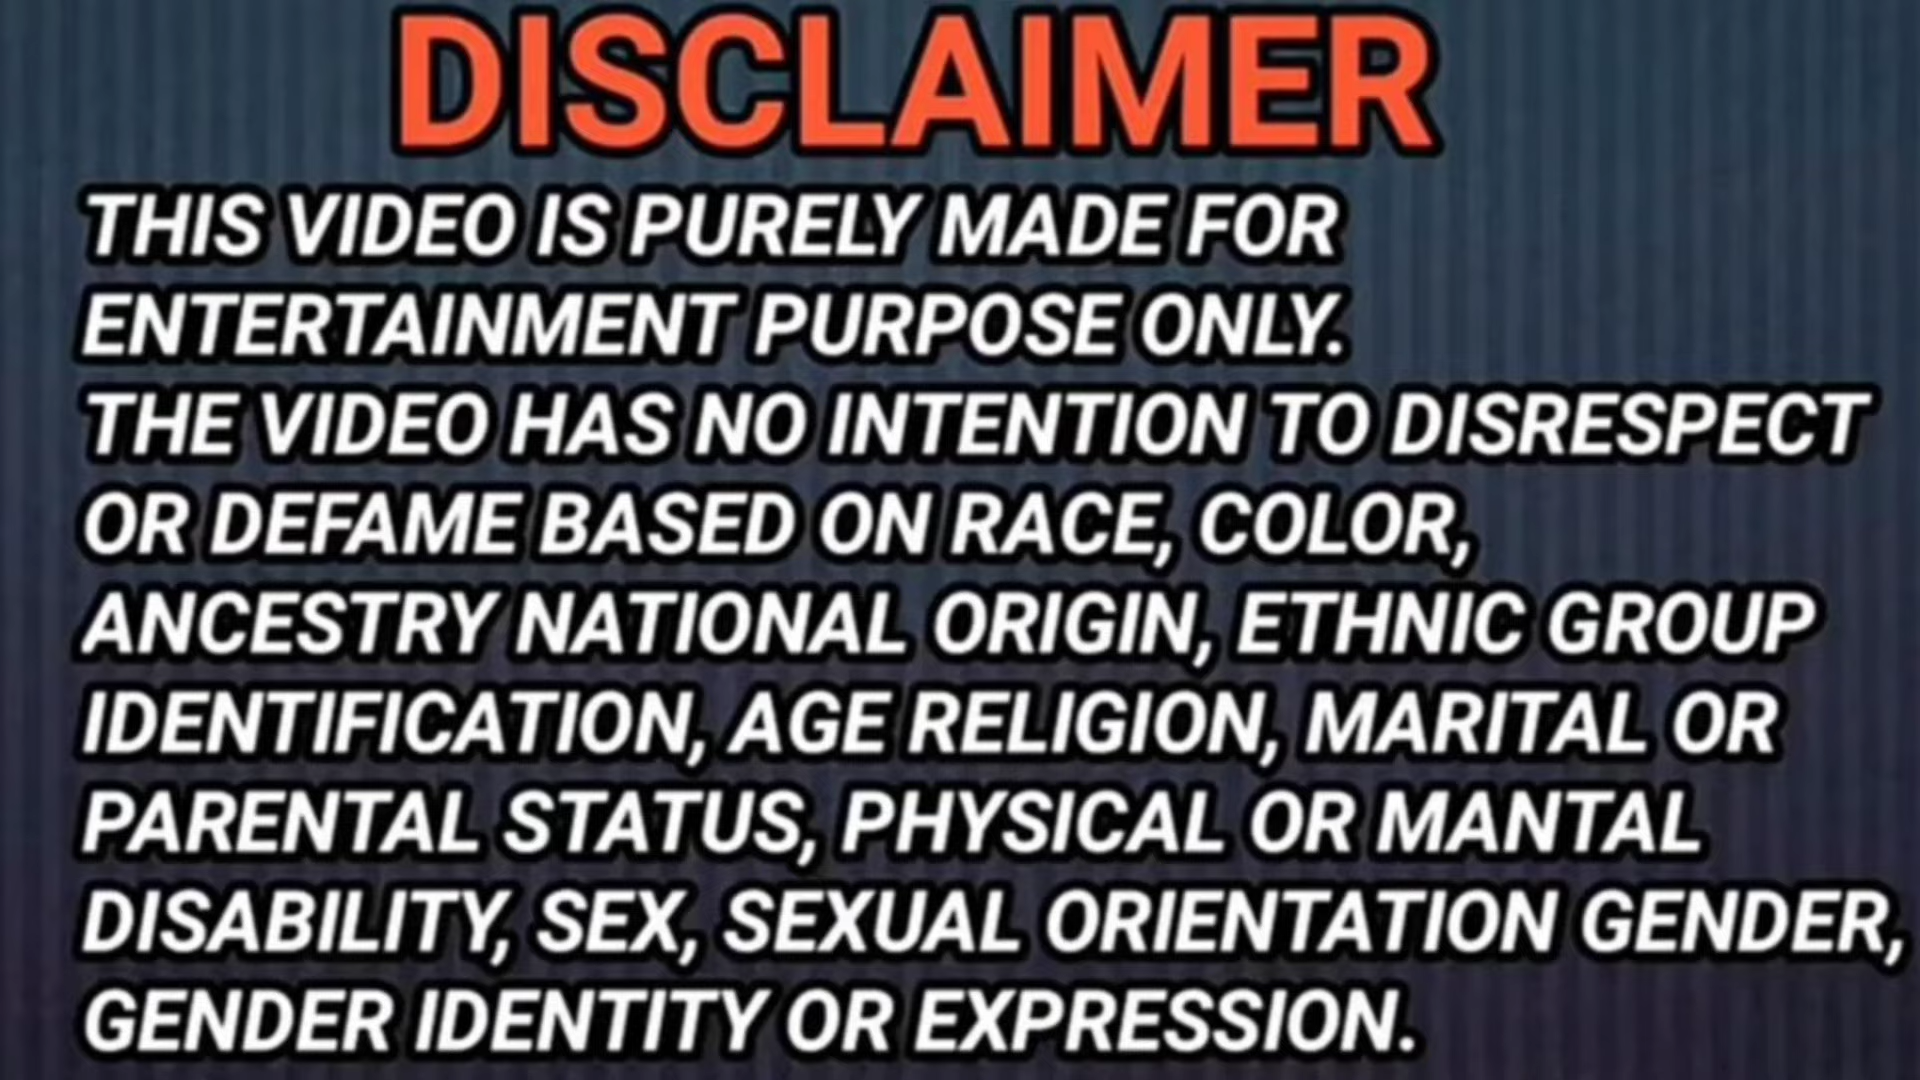 DISCLAIMER
THIS VIDEO IS PURELY MADE FOR
ENTERTAINMENT PURPOSE ONLY.
THE VIDEO HAS NO INTENTION TO DISRESPECT
OR DEFAME BASED ON RACE, COLOR,
ANCESTRY NATIONAL ORIGIN, ETHNIC GROUP
IDENTIFICATION, AGE RELIGION, MARITAL OR
PARENTAL STATUS, PHYSICAL OR MANTAL
DISABILITY, SEX, SEXUAL ORIENTATION GENDER,
GENDER IDENTITY OR EXPRESSION.